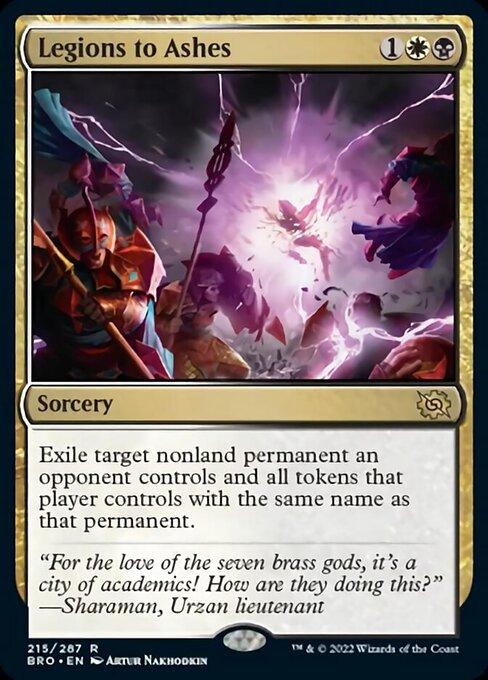 Legions to Ashes 1
Sorcery
Exile target nonland permanent an
opponent controls and all tokens that
player controls with the same name as
that permanent.
“For the love of the seven brass gods, it’s a
city of academics! How are they doing this?”
—Sharaman, Urzan lieutenant
215/287 R
BRO • EN Artur Nakhodkin
™ & © 2022 Wizards of the Coast